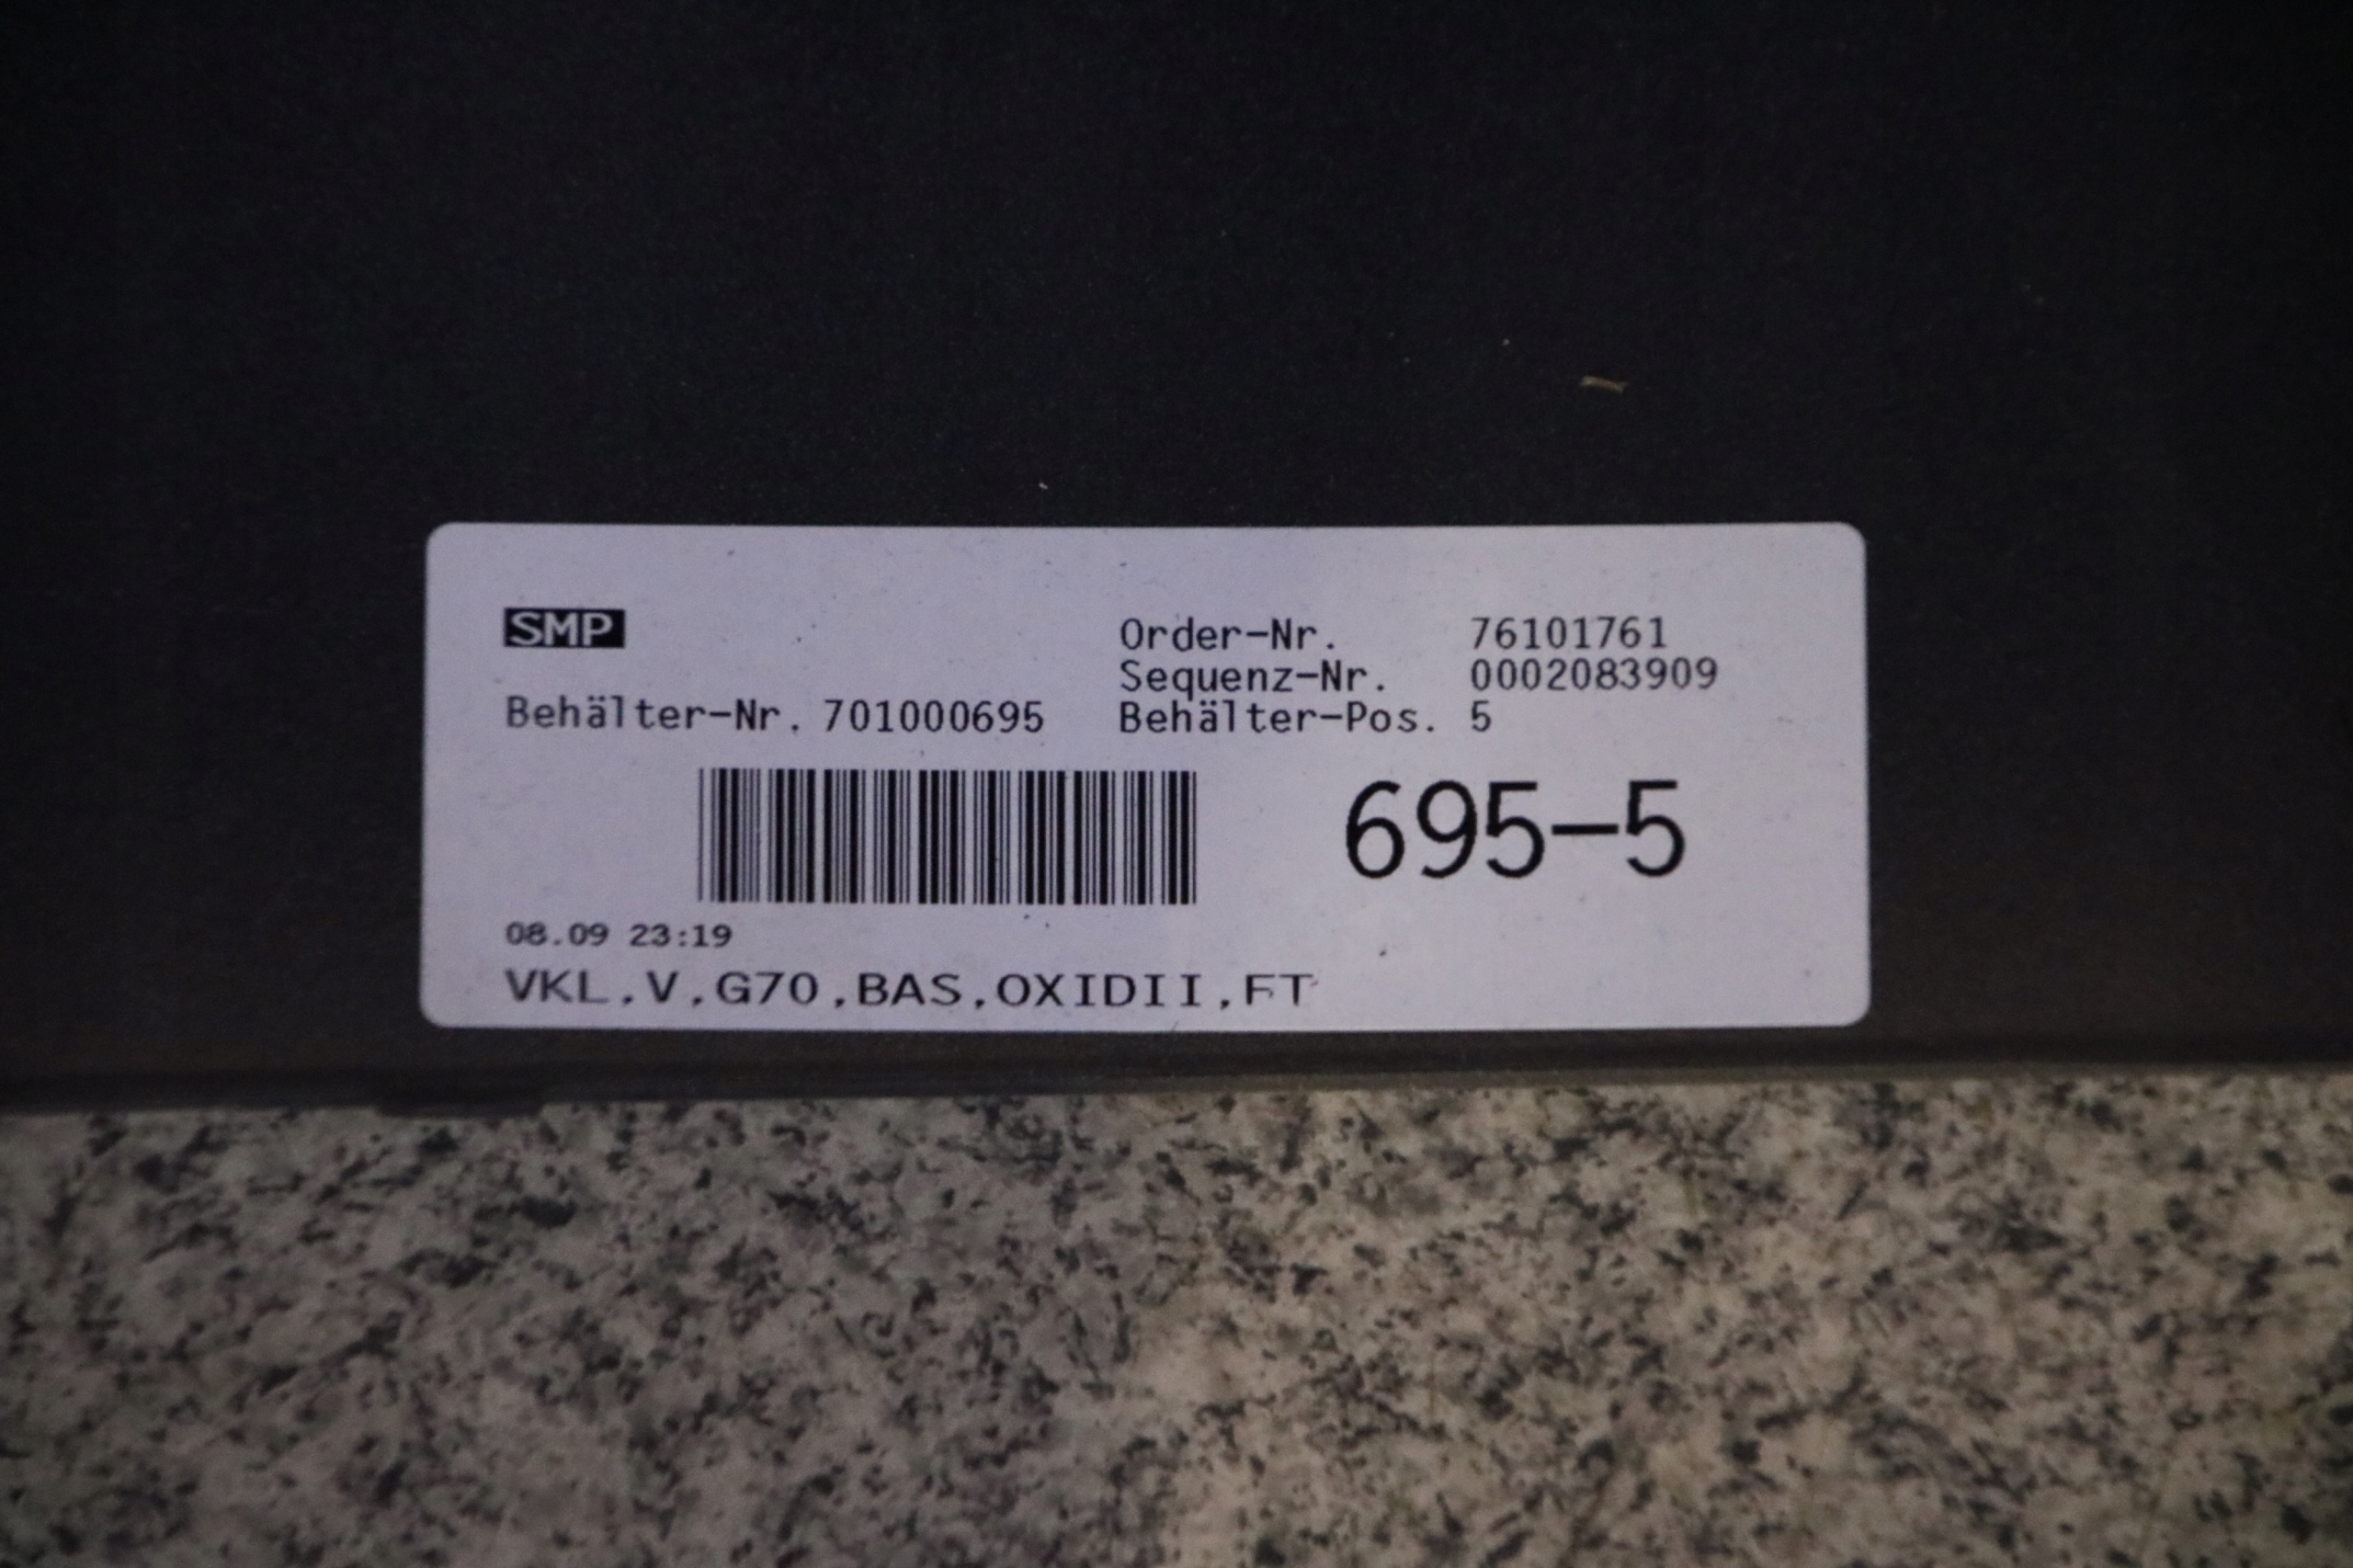 SMP
Order-Nr. 76101761
Sequenz-Nr. 0002083909
Behälter-Nr. 701000695 Behälter-Pos. 5
695-5
08.09 23:19
VKL,V,G70,BAS,OXIDII,FT